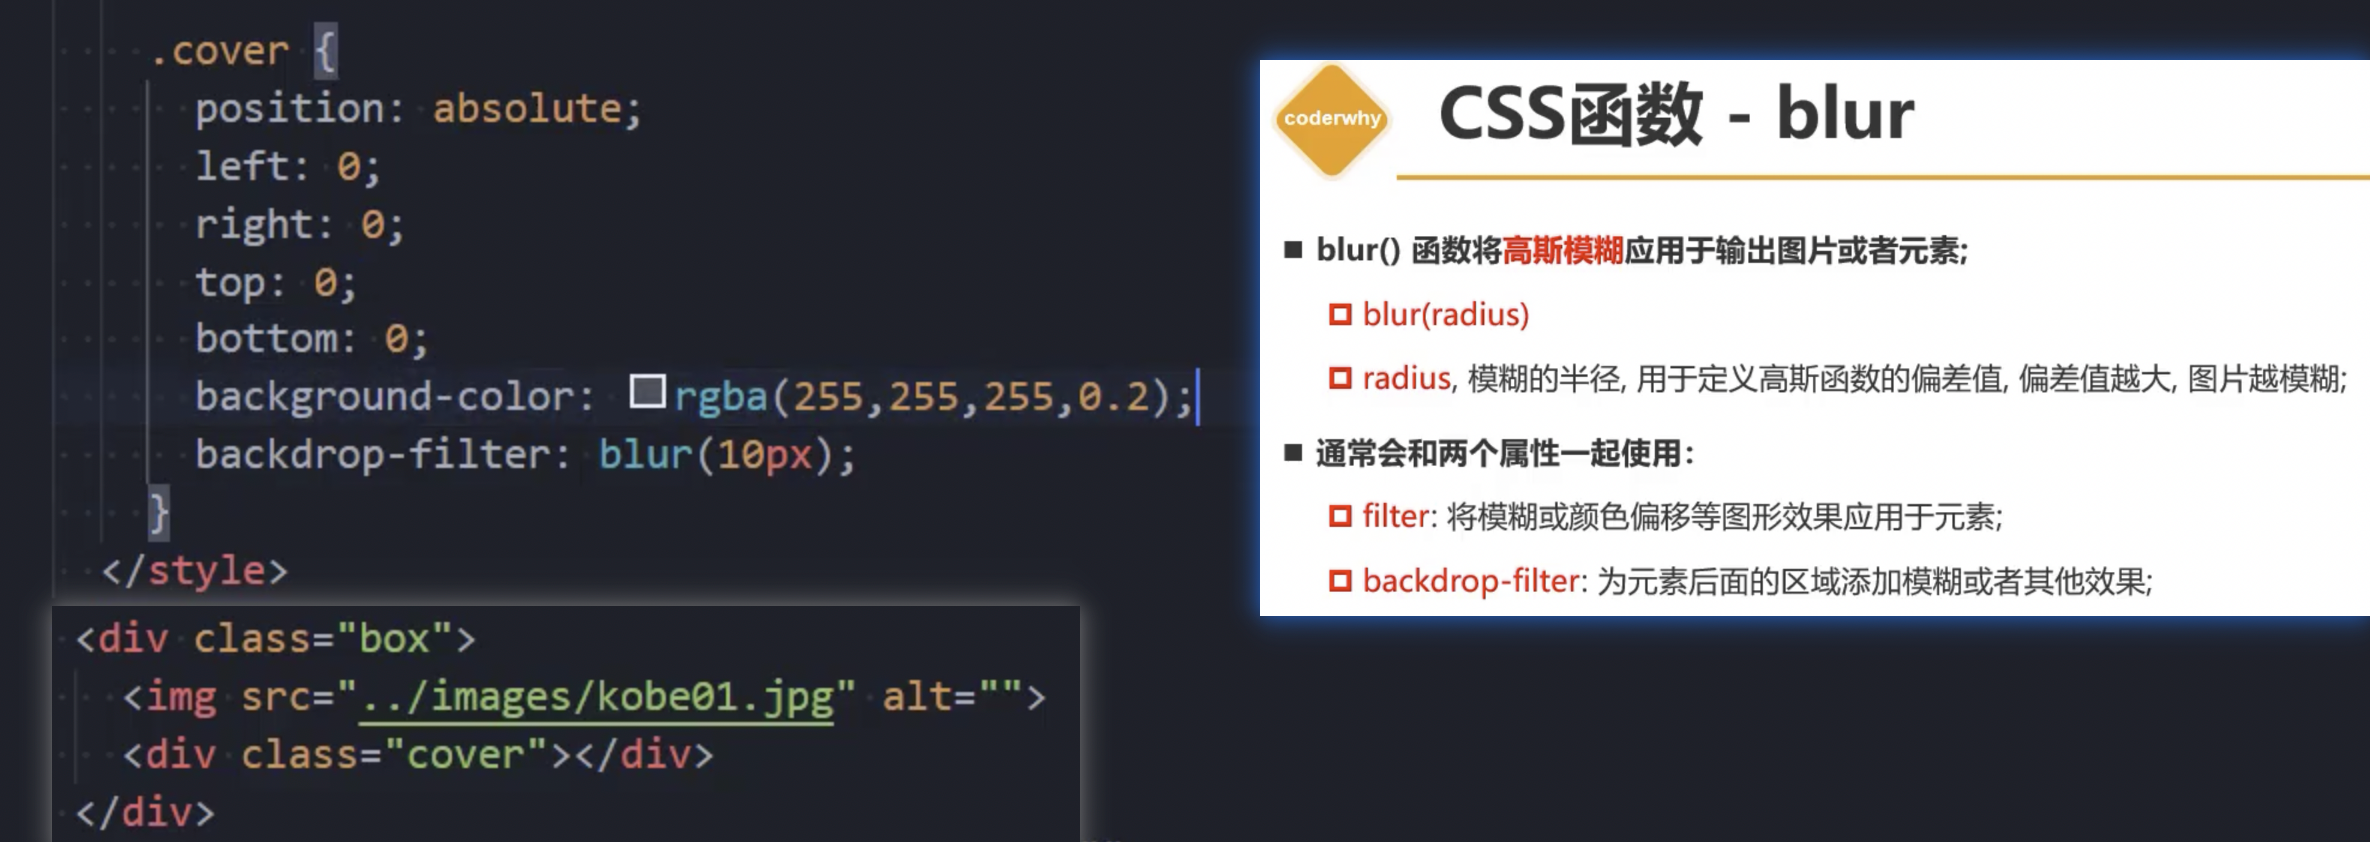 .cover {
position: absolute;
left: 0;
right: 0;
top: 0;
bottom: 0;
background-color: rgba(255,255,255,0.2);
backdrop-filter: blur(10px);
}
</style>
<div class="box">
<img src="../images/kobe01.jpg" alt="">
<div class="cover"></div>
</div>
coderwhy
CSS函数 - blur
blur() 函数将高斯模糊应用于输出图片或者元素;
blur(radius)
radius, 模糊的半径, 用于定义高斯函数的偏差值, 偏差值越大, 图片越模糊;
通常会和两个属性一起使用：
filter: 将模糊或颜色偏移等图形效果应用于元素;
backdrop-filter: 为元素后面的区域添加模糊或者其他效果;